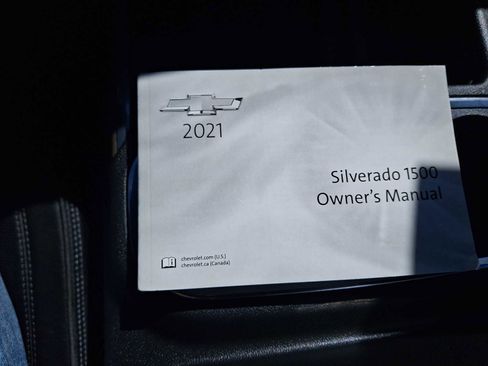 2021
Silverado 1500
Owner's Manual
chevrolet.com (U.S.)
chevrolet.ca (Canada)